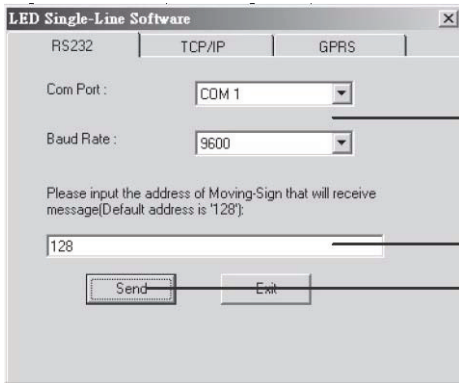 LED Single-Line Software
RS232 TCP/IP GPRS
Com Port : COM 1
Baud Rate : 9600
Please input the address of Moving-Sign that will receive
message(Default address is '128'):
128
Send Exit